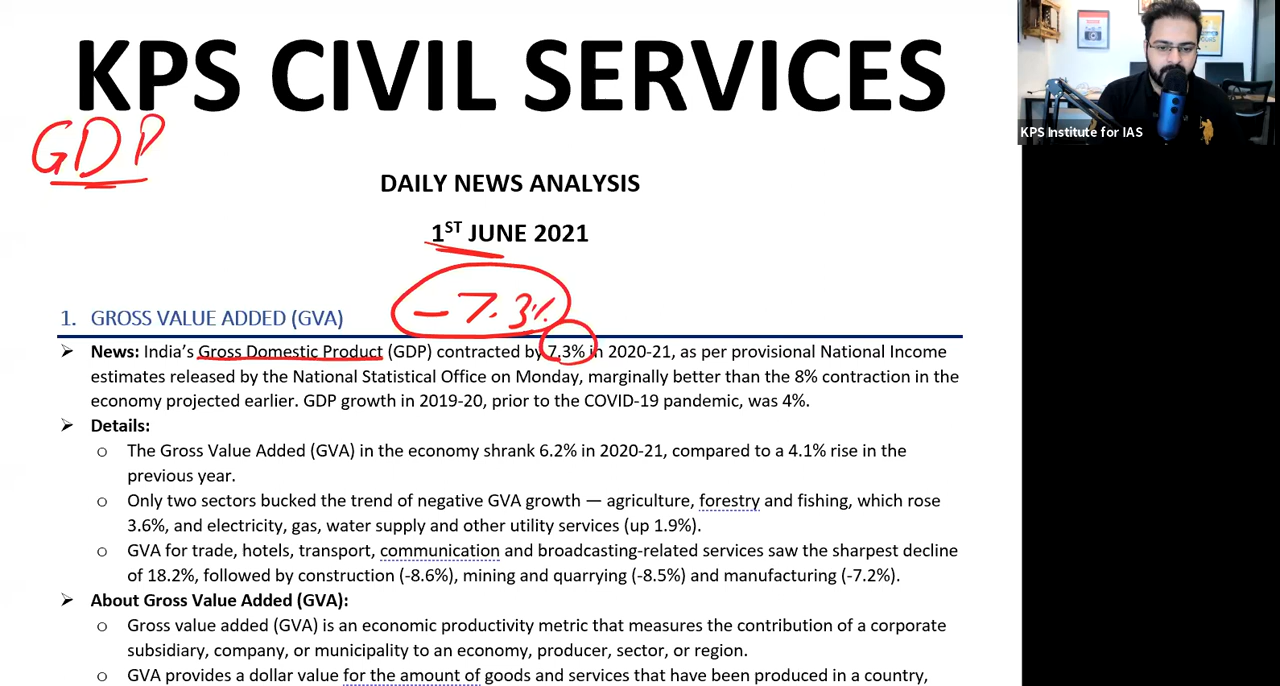 KPS CIVIL SERVICES
KPS Institute for IAS
GDP
DAILY NEWS ANALYSIS
1ST JUNE 2021
-7.3%
1. GROSS VALUE ADDED (GVA)
➢ News: India’s Gross Domestic Product (GDP) contracted by 7.3% in 2020-21, as per provisional National Income
estimates released by the National Statistical Office on Monday, marginally better than the 8% contraction in the
economy projected earlier. GDP growth in 2019-20, prior to the COVID-19 pandemic, was 4%.
➢ Details:
o The Gross Value Added (GVA) in the economy shrank 6.2% in 2020-21, compared to a 4.1% rise in the
previous year.
o Only two sectors bucked the trend of negative GVA growth — agriculture, forestry and fishing, which rose
3.6%, and electricity, gas, water supply and other utility services (up 1.9%).
o GVA for trade, hotels, transport, communication and broadcasting-related services saw the sharpest decline
of 18.2%, followed by construction (-8.6%), mining and quarrying (-8.5%) and manufacturing (-7.2%).
➢ About Gross Value Added (GVA):
o Gross value added (GVA) is an economic productivity metric that measures the contribution of a corporate
subsidiary, company, or municipality to an economy, producer, sector, or region.
o GVA provides a dollar value for the amount of goods and services that have been produced in a country,